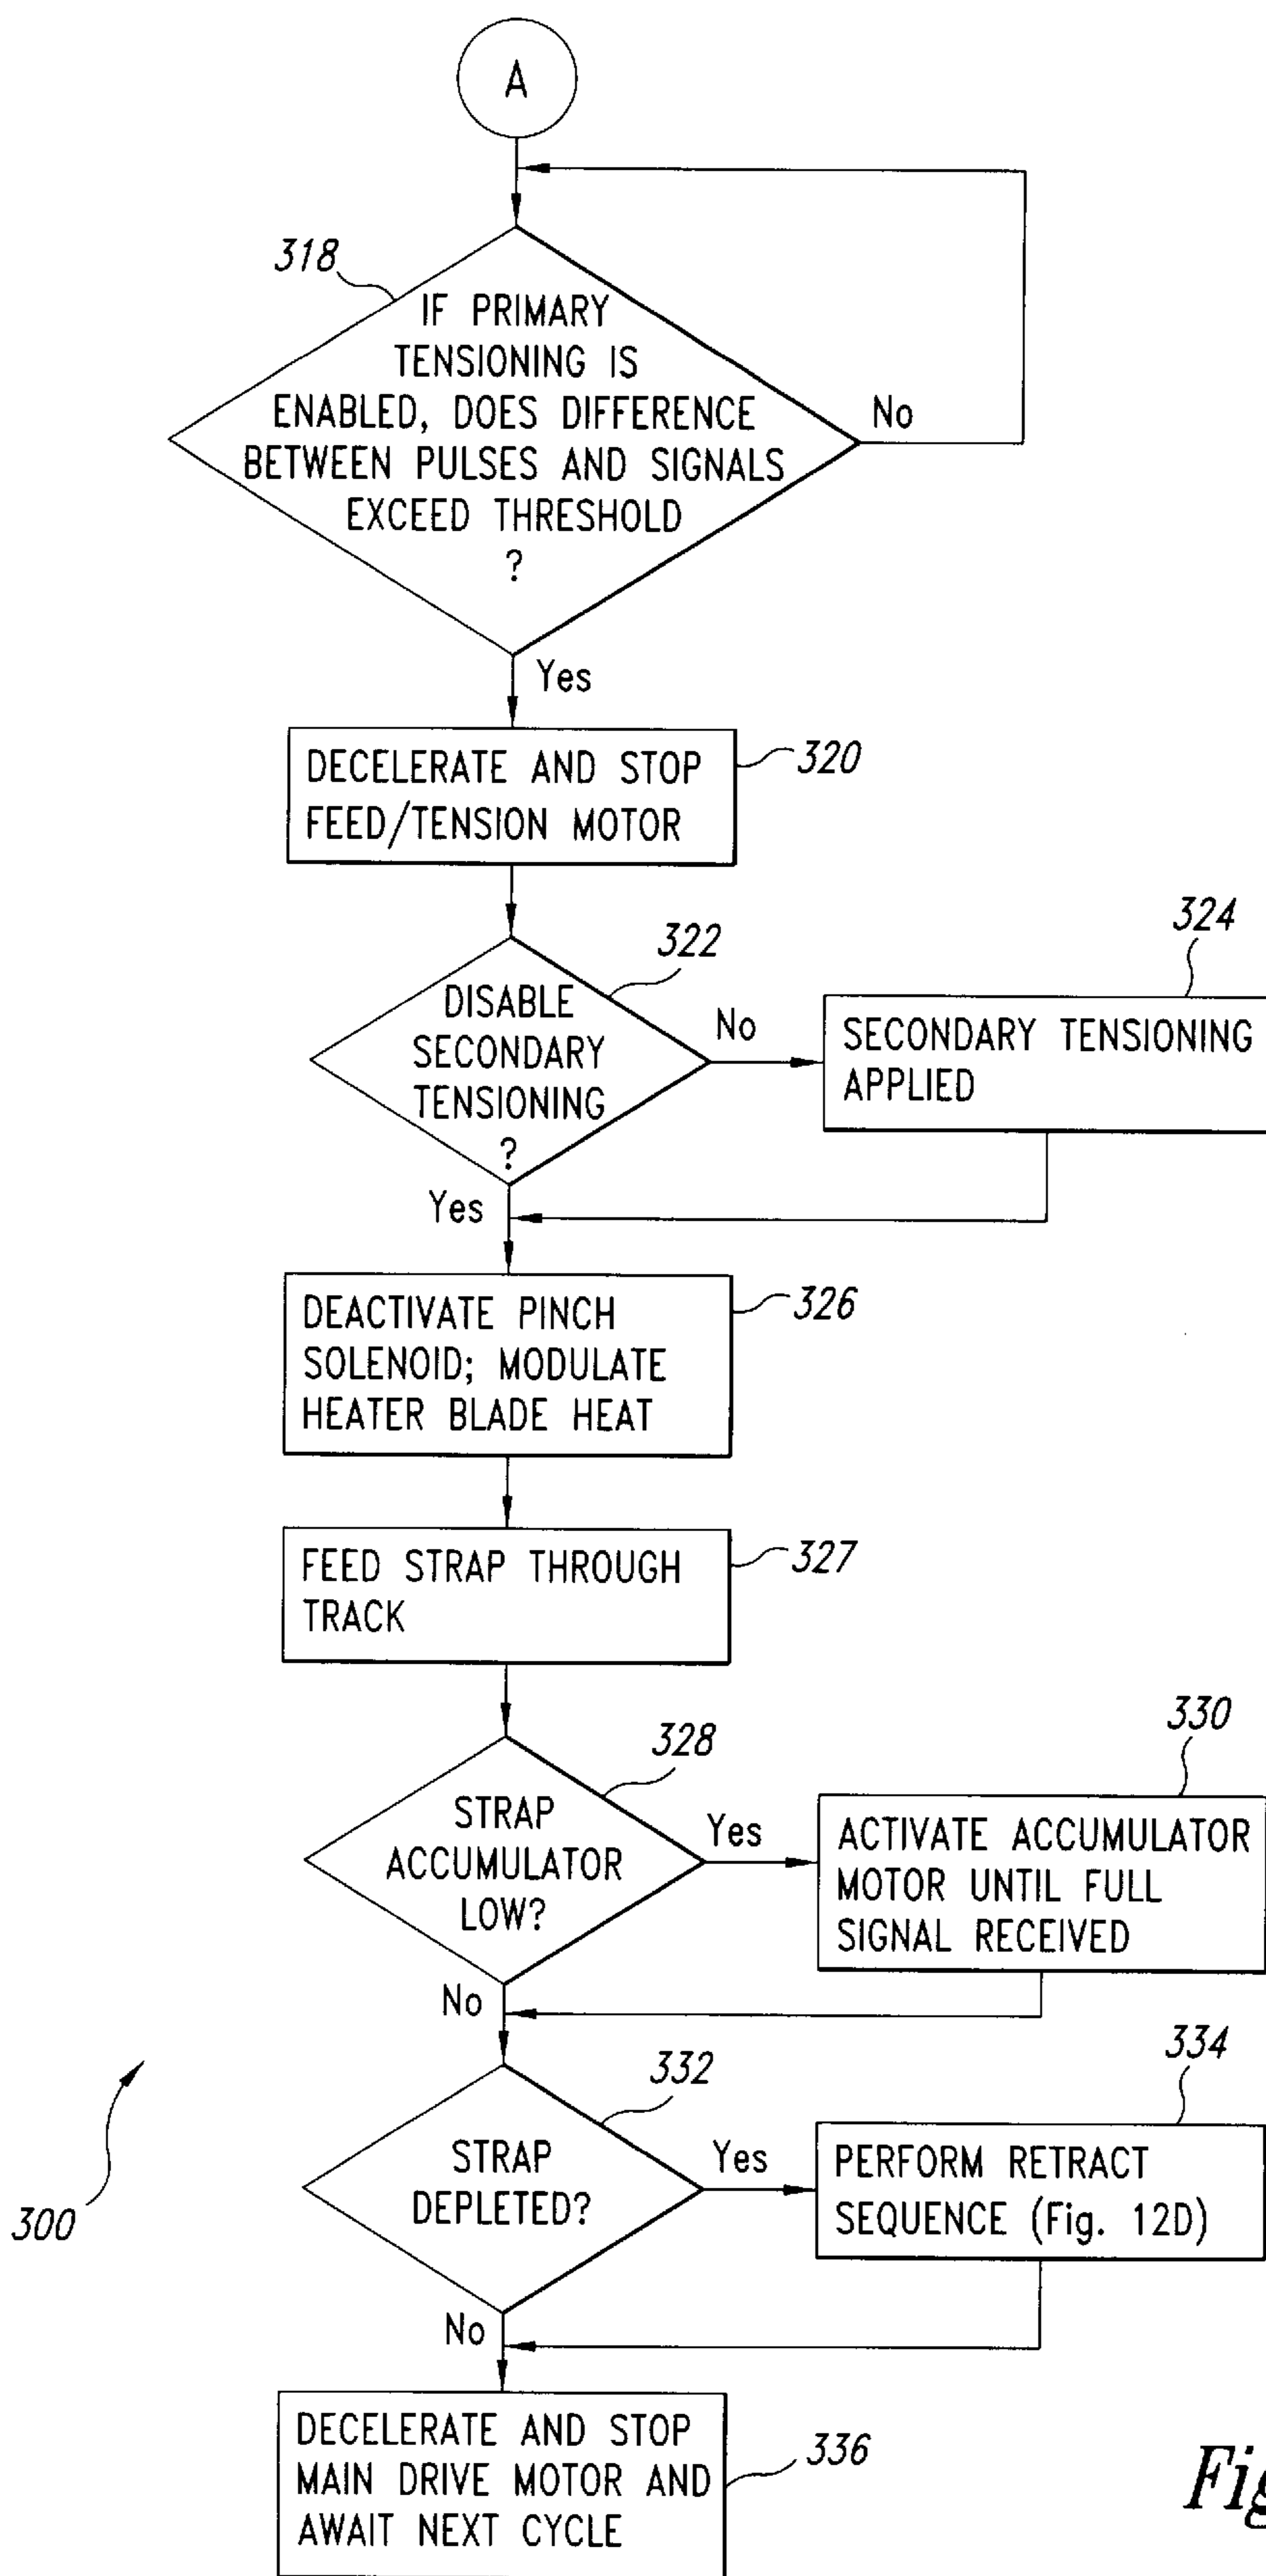 A
318
IF PRIMARY
TENSIONING IS
ENABLED, DOES DIFFERENCE
BETWEEN PULSES AND SIGNALS
EXCEED THRESHOLD
?
No
Yes
DECELERATE AND STOP
FEED/TENSION MOTOR
320
322
DISABLE
SECONDARY
TENSIONING
?
No
324
SECONDARY TENSIONING
APPLIED
Yes
DEACTIVATE PINCH
SOLENOID; MODULATE
HEATER BLADE HEAT
326
FEED STRAP THROUGH
TRACK
327
328
STRAP
ACCUMULATOR
LOW?
Yes
330
ACTIVATE ACCUMULATOR
MOTOR UNTIL FULL
SIGNAL RECEIVED
No
332
STRAP
DEPLETED?
Yes
334
PERFORM RETRACT
SEQUENCE (Fig. 12D)
300
No
DECELERATE AND STOP
MAIN DRIVE MOTOR AND
AWAIT NEXT CYCLE
336
Fig